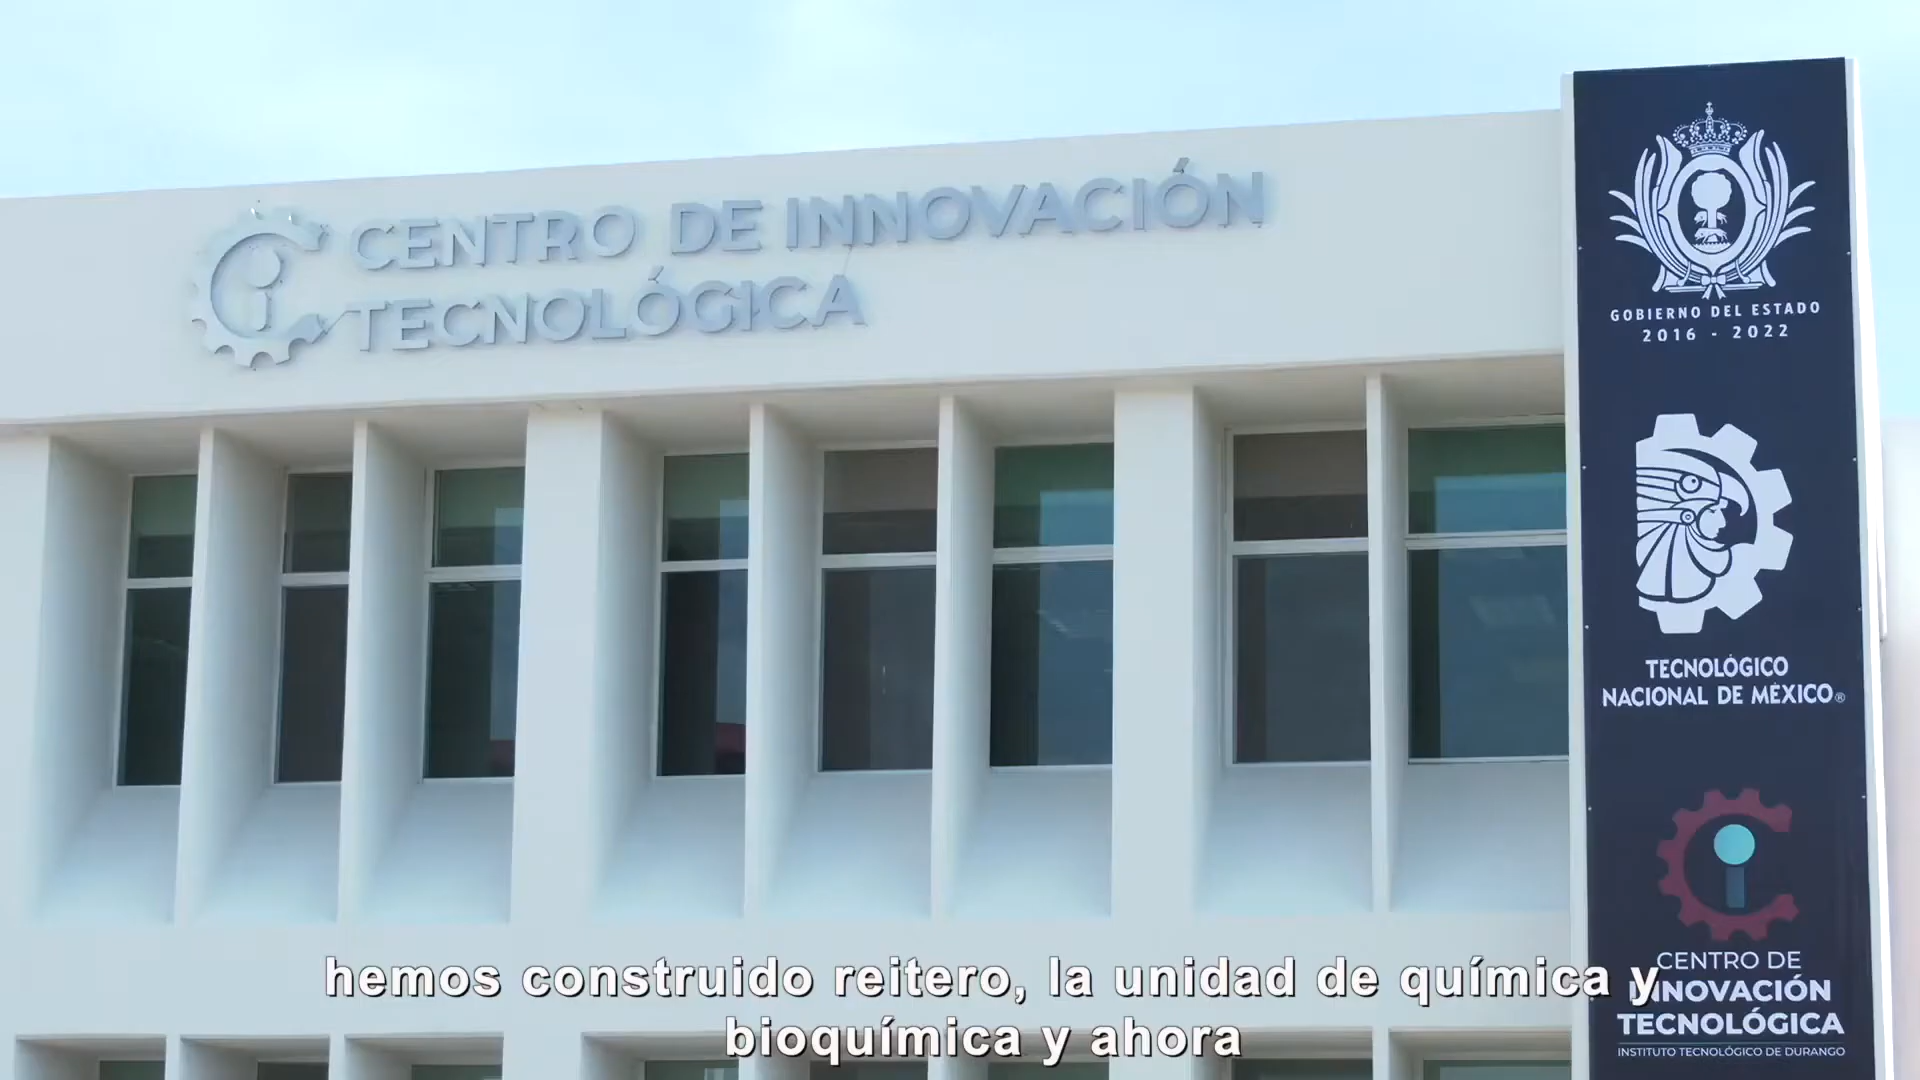 CENTRO DE INNOVACIÓN
TECNOLÓGICA
GOBIERNO DEL ESTADO
2016 - 2022
TECNOLÓGICO
NACIONAL DE MÉXICO®
CENTRO DE
INNOVACIÓN
TECNOLÓGICA
INSTITUTO TECNOLÓGICO DE DURANGO
hemos construido reitero, la unidad de química y
bioquímica y ahora